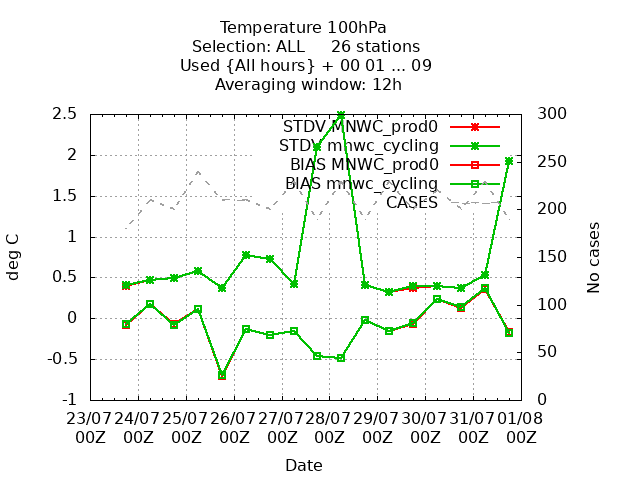 Temperature 100hPa
Selection: ALL     26 stations
Used {All hours} + 00 01 ... 09
Averaging window: 12h
STDV MNWC_prod0
STDV mnwc_cycling
BIAS MNWC_prod0
BIAS mnwc_cycling
CASES
2.5
2
1.5
1
0.5
0
-0.5
-1
deg C
300
250
200
150
100
50
0
No cases
23/07 24/07 25/07 26/07 27/07 28/07 29/07 30/07 31/07 01/08
00Z 00Z 00Z 00Z 00Z 00Z 00Z 00Z 00Z 00Z
Date